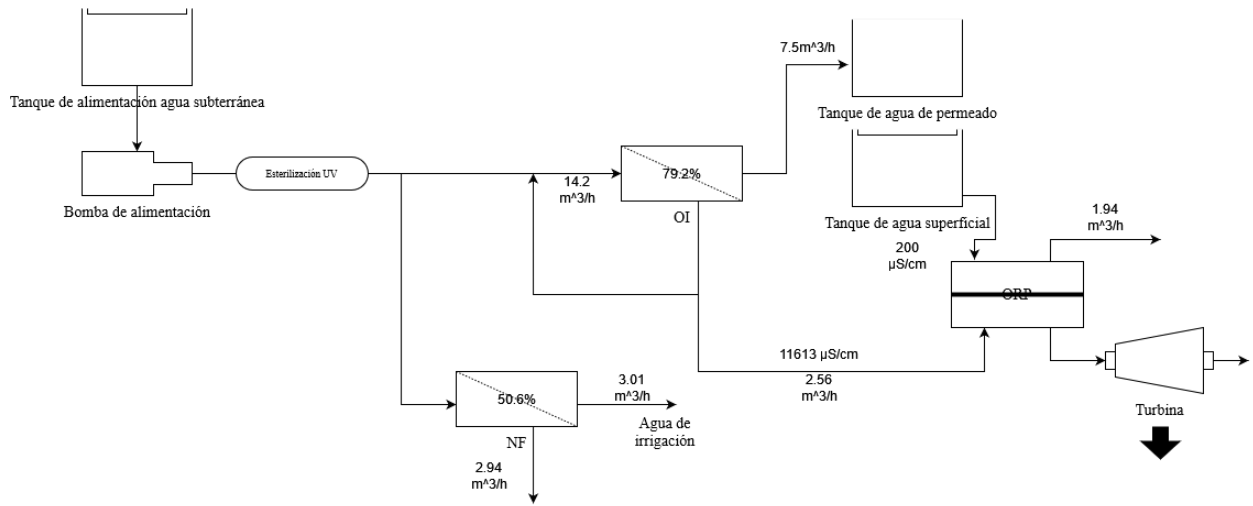 7.5m^3/h
Tanque de alimentación agua subterránea
Tanque de agua de permeado
Esterilización UV
14.2
m^3/h
79.2%
Bomba de alimentación
OI
Tanque de agua superficial
1.94
m^3/h
200
µS/cm
ORP
11613 µS/cm
2.56
m^3/h
3.01
m^3/h
50.6%
Turbina
Agua de
irrigación
NF
2.94
m^3/h